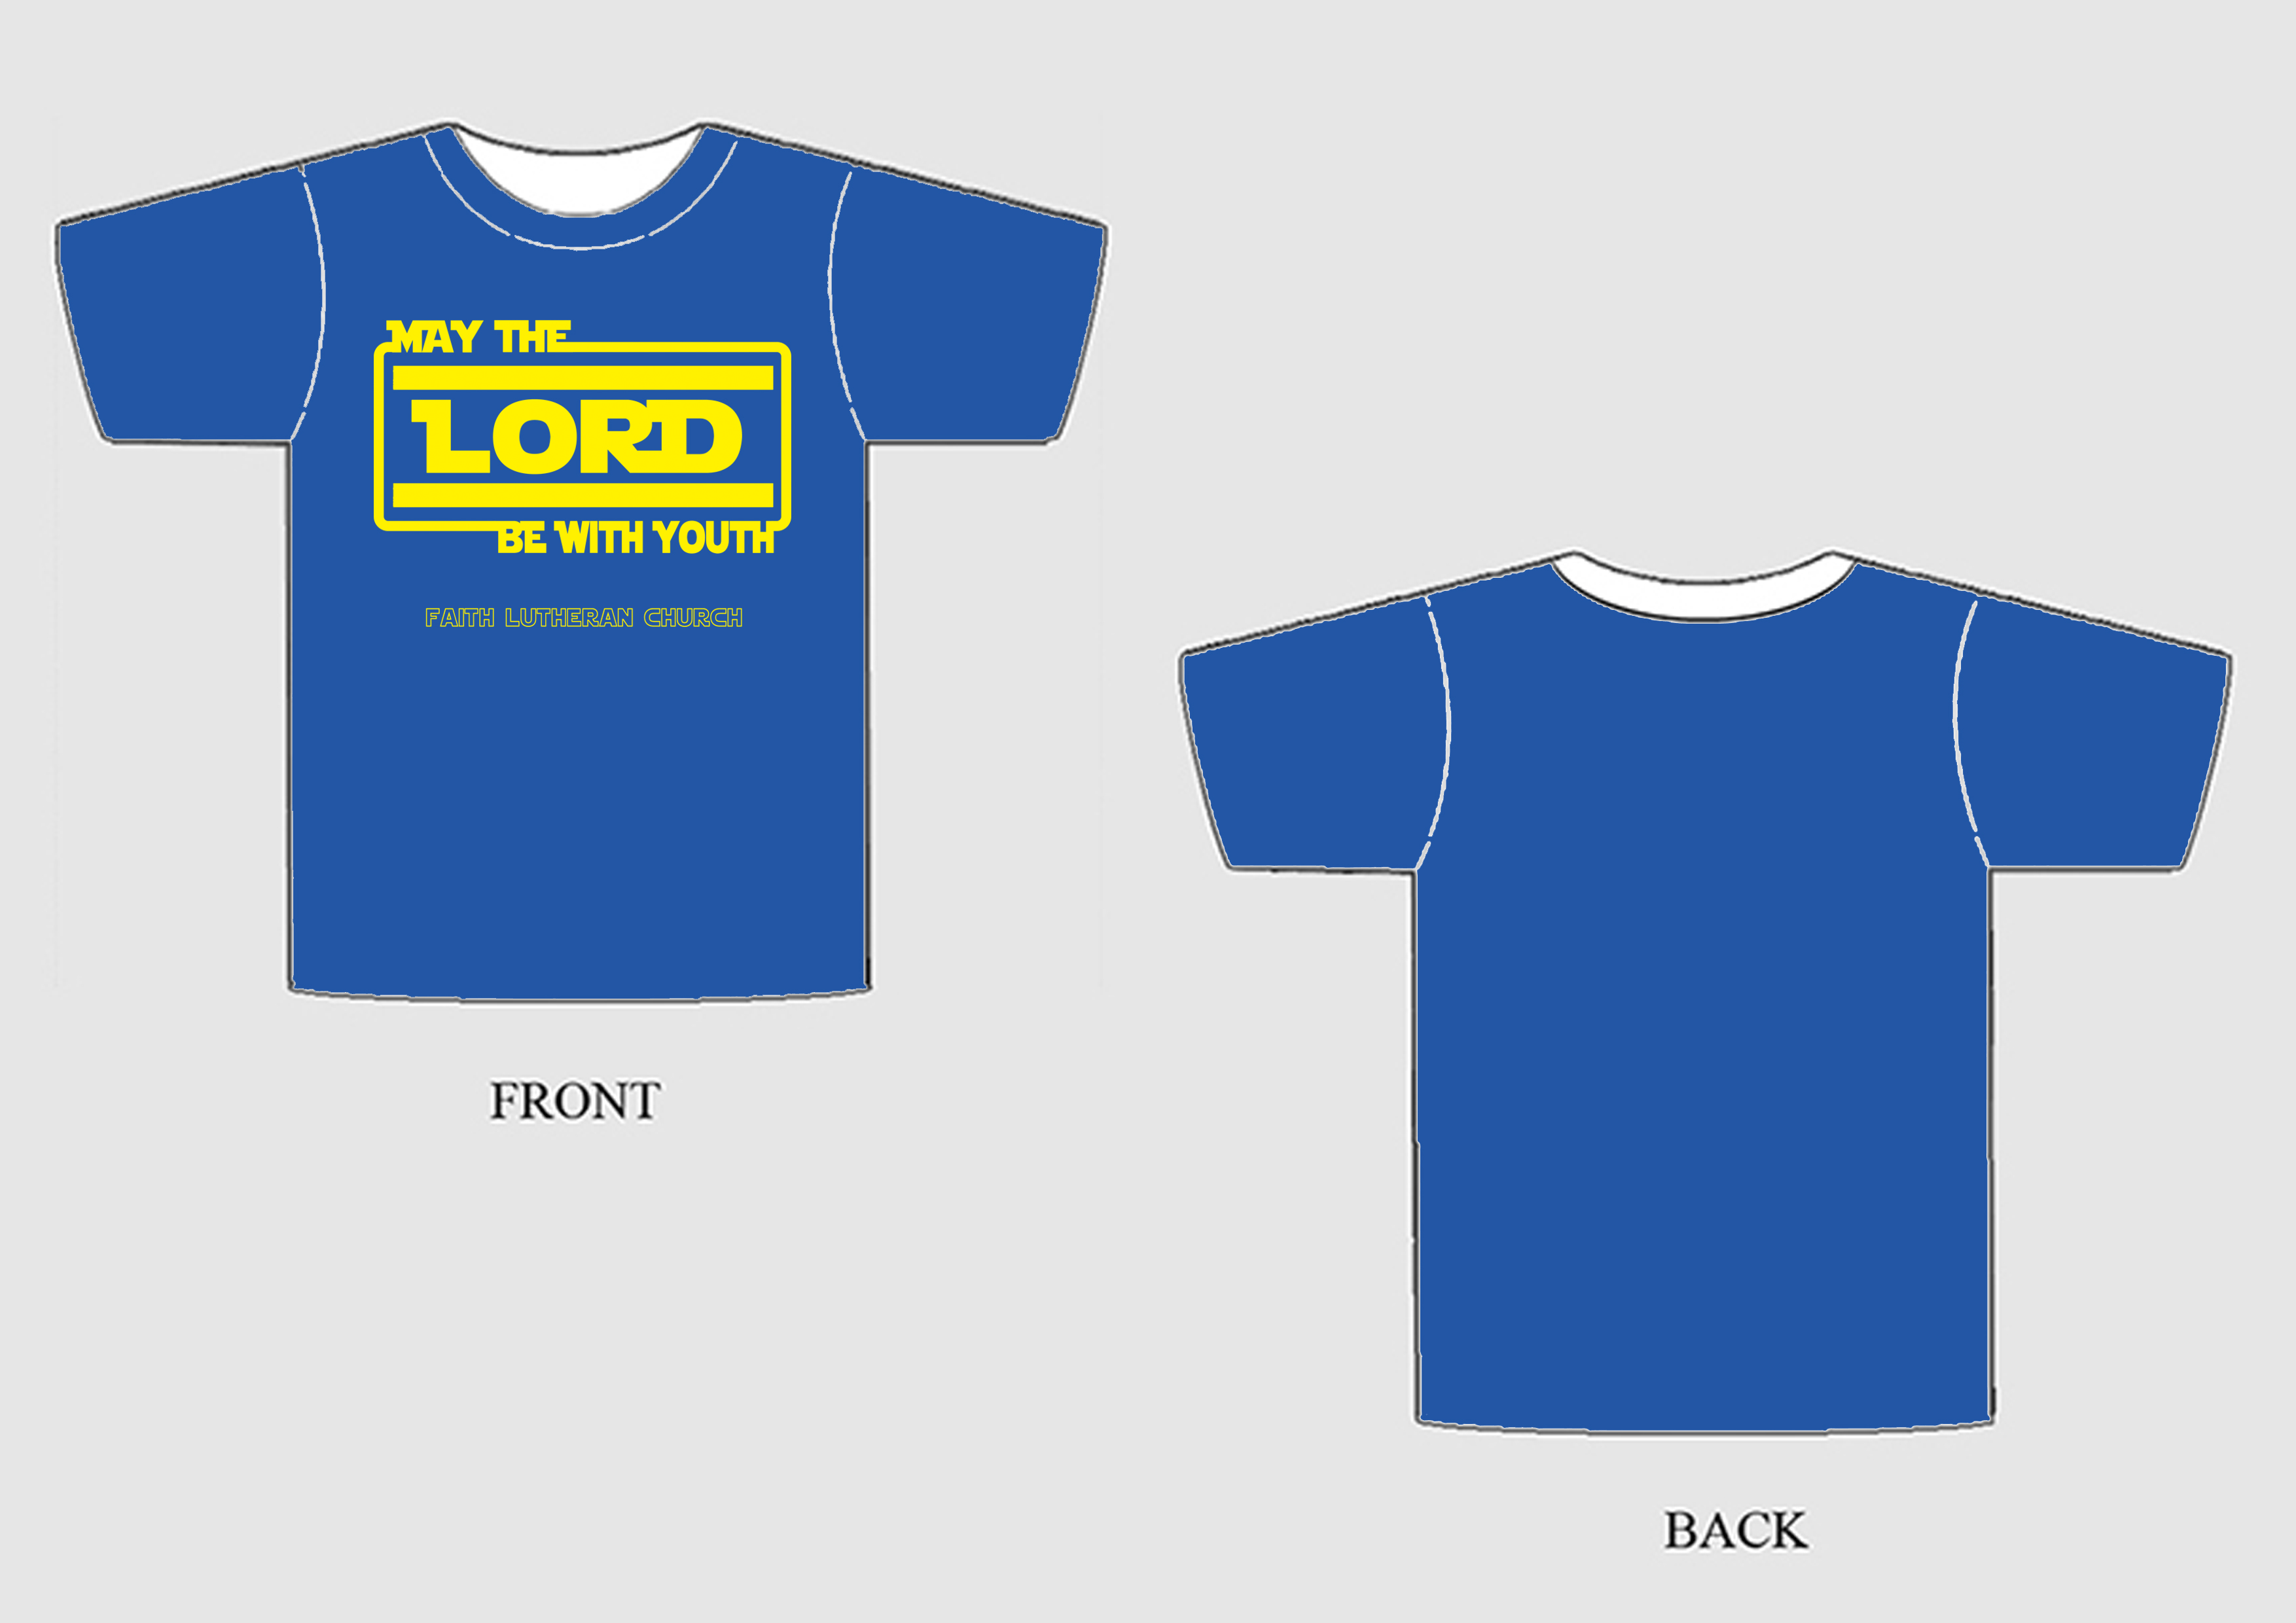 MAY THE
LORD
BE WITH YOUTH
FAITH LUTHERAN CHURCH
FRONT
BACK